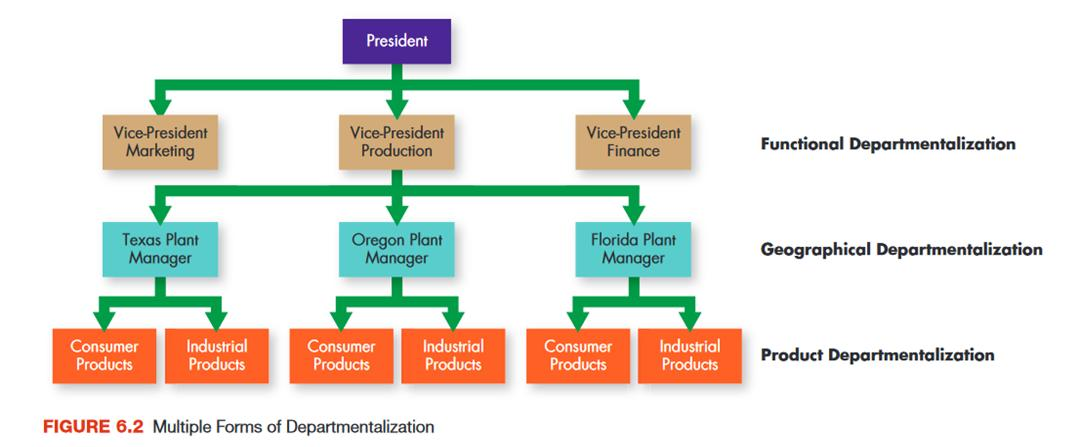 President
Vice-President
Marketing
Vice-President
Production
Vice-President
Finance
Functional Departmentalization
Texas Plant
Manager
Oregon Plant
Manager
Florida Plant
Manager
Geographical Departmentalization
Consumer
Products
Industrial
Products
Consumer
Products
Industrial
Products
Consumer
Products
Industrial
Products
Product Departmentalization
FIGURE 6.2 Multiple Forms of Departmentalization